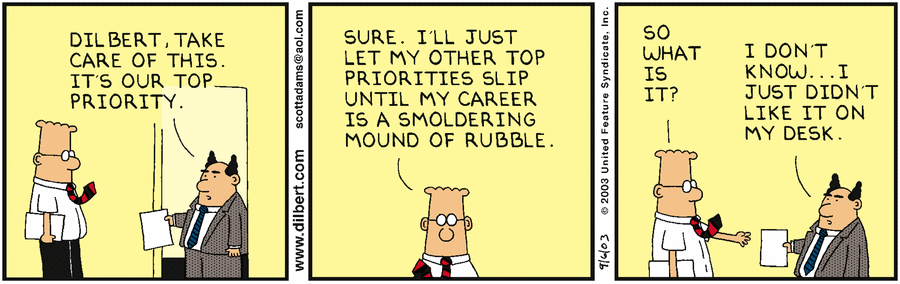 DILBERT, TAKE
CARE OF THIS.
IT'S OUR TOP
PRIORITY.
www.dilbert.com scottadams@aol.com
SURE. I'LL JUST
LET MY OTHER TOP
PRIORITIES SLIP
UNTIL MY CAREER
IS A SMOLDERING
MOUND OF RUBBLE.
9/6/03 © 2003 United Feature Syndicate, Inc.
SO
WHAT
IS
IT?
I DON'T
KNOW...I
JUST DIDN'T
LIKE IT ON
MY DESK.